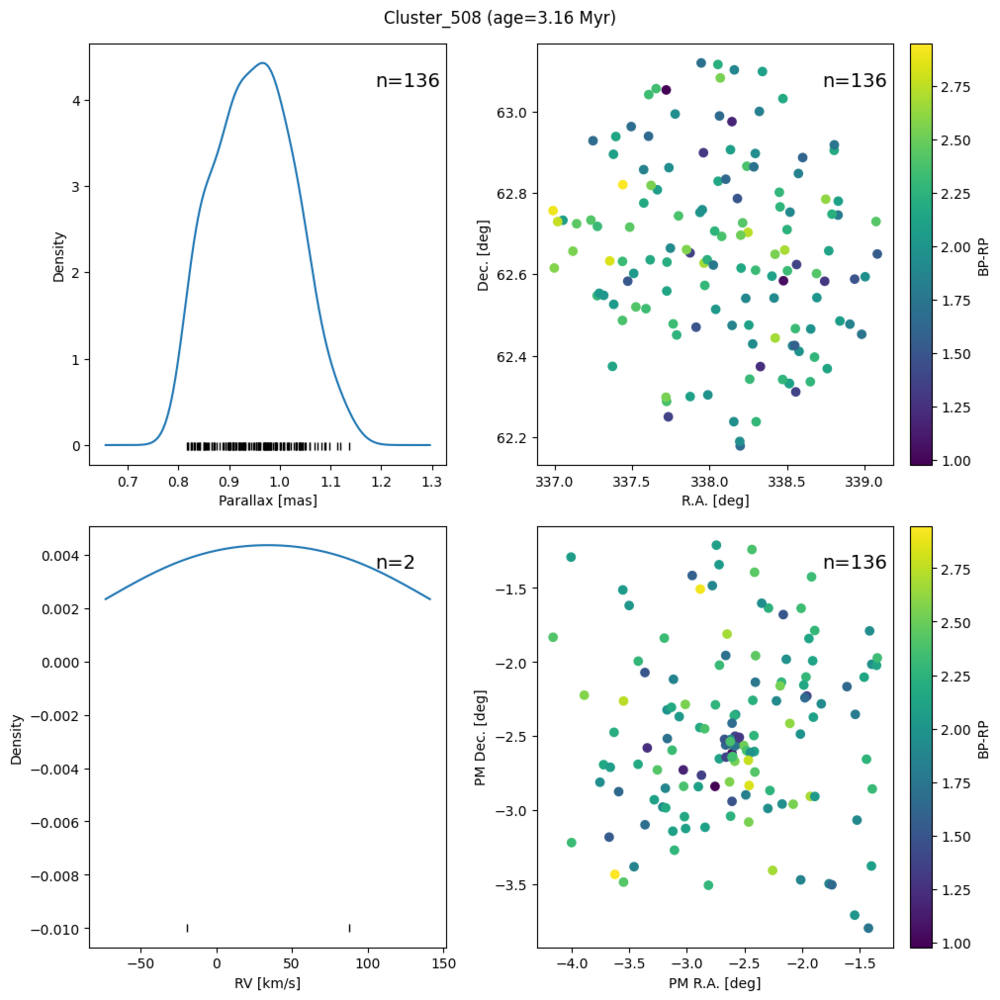 Cluster_508 (age=3.16 Myr)
n=136
Density
4
3
2
1
0
0.7 0.8 0.9 1.0 1.1 1.2 1.3
Parallax [mas]
n=136
Dec. [deg]
63.0
62.8
62.6
62.4
62.2
337.0 337.5 338.0 338.5 339.0
R.A. [deg]
2.75
2.50
2.25
2.00
1.75
1.50
1.25
1.00
BP-RP
n=2
Density
0.004
0.002
0.000
−0.002
−0.004
−0.006
−0.008
−0.010
−50 0 50 100
RV [km/s]
n=136
PM Dec. [deg]
−1.5
−2.0
−2.5
−3.0
−3.5
−4.0 −3.5 −3.0 −2.5 −2.0 −1.5
PM R.A. [deg]
2.75
2.50
2.25
2.00
1.75
1.50
1.25
1.00
BP-RP